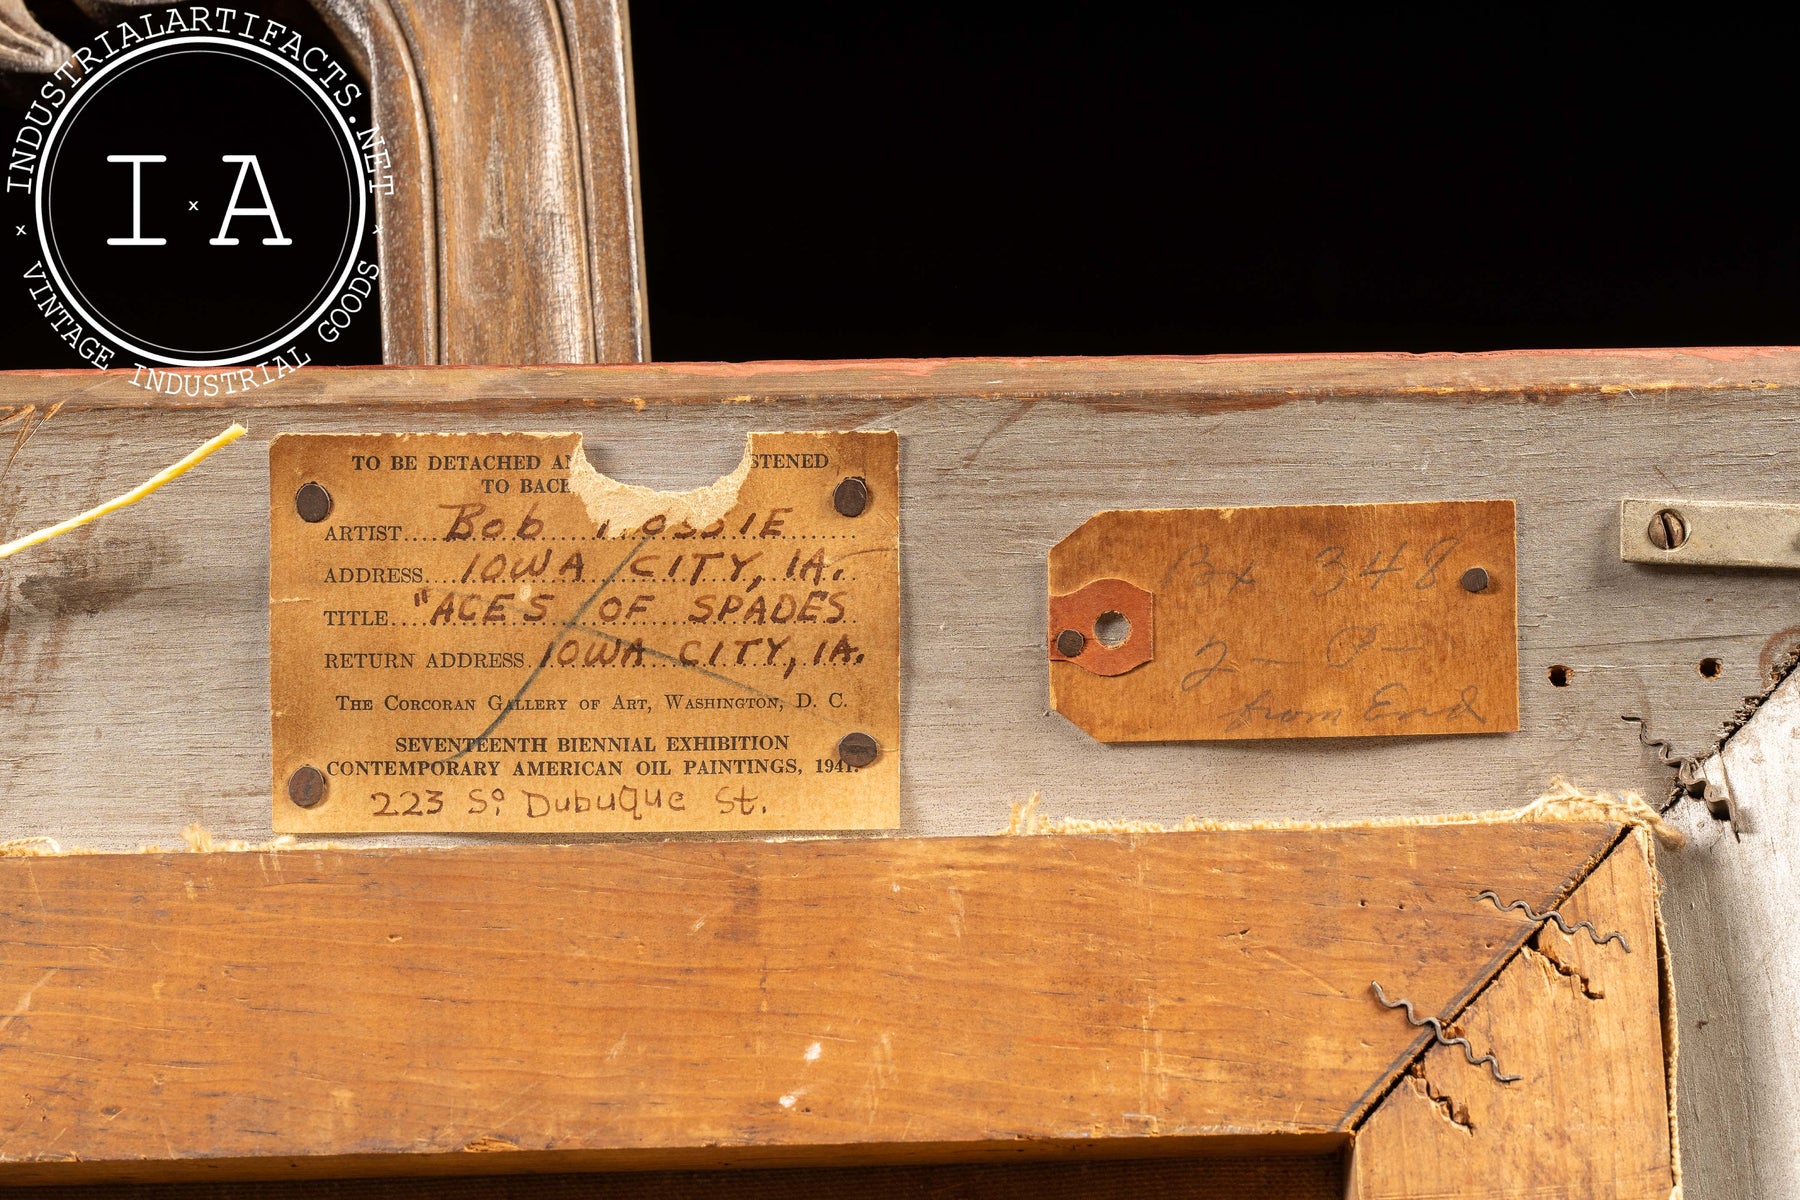 INDUSTRIALARTIFACTS.NET
I·A
VINTAGE INDUSTRIAL GOODS
TO BE DETACHED AN STENED
TO BACK
ARTIST.... Bob
ADDRESS... IOWA CITY, IA.
TITLE.... "ACES OF SPADES
RETURN ADDRESS. IOWA CITY, IA.
THE CORCORAN GALLERY OF ART, WASHINGTON, D. C.
SEVENTEENTH BIENNIAL EXHIBITION
CONTEMPORARY AMERICAN OIL PAINTINGS, 1941.
223 So Dubuque St.
Bx 348
2 -
from End